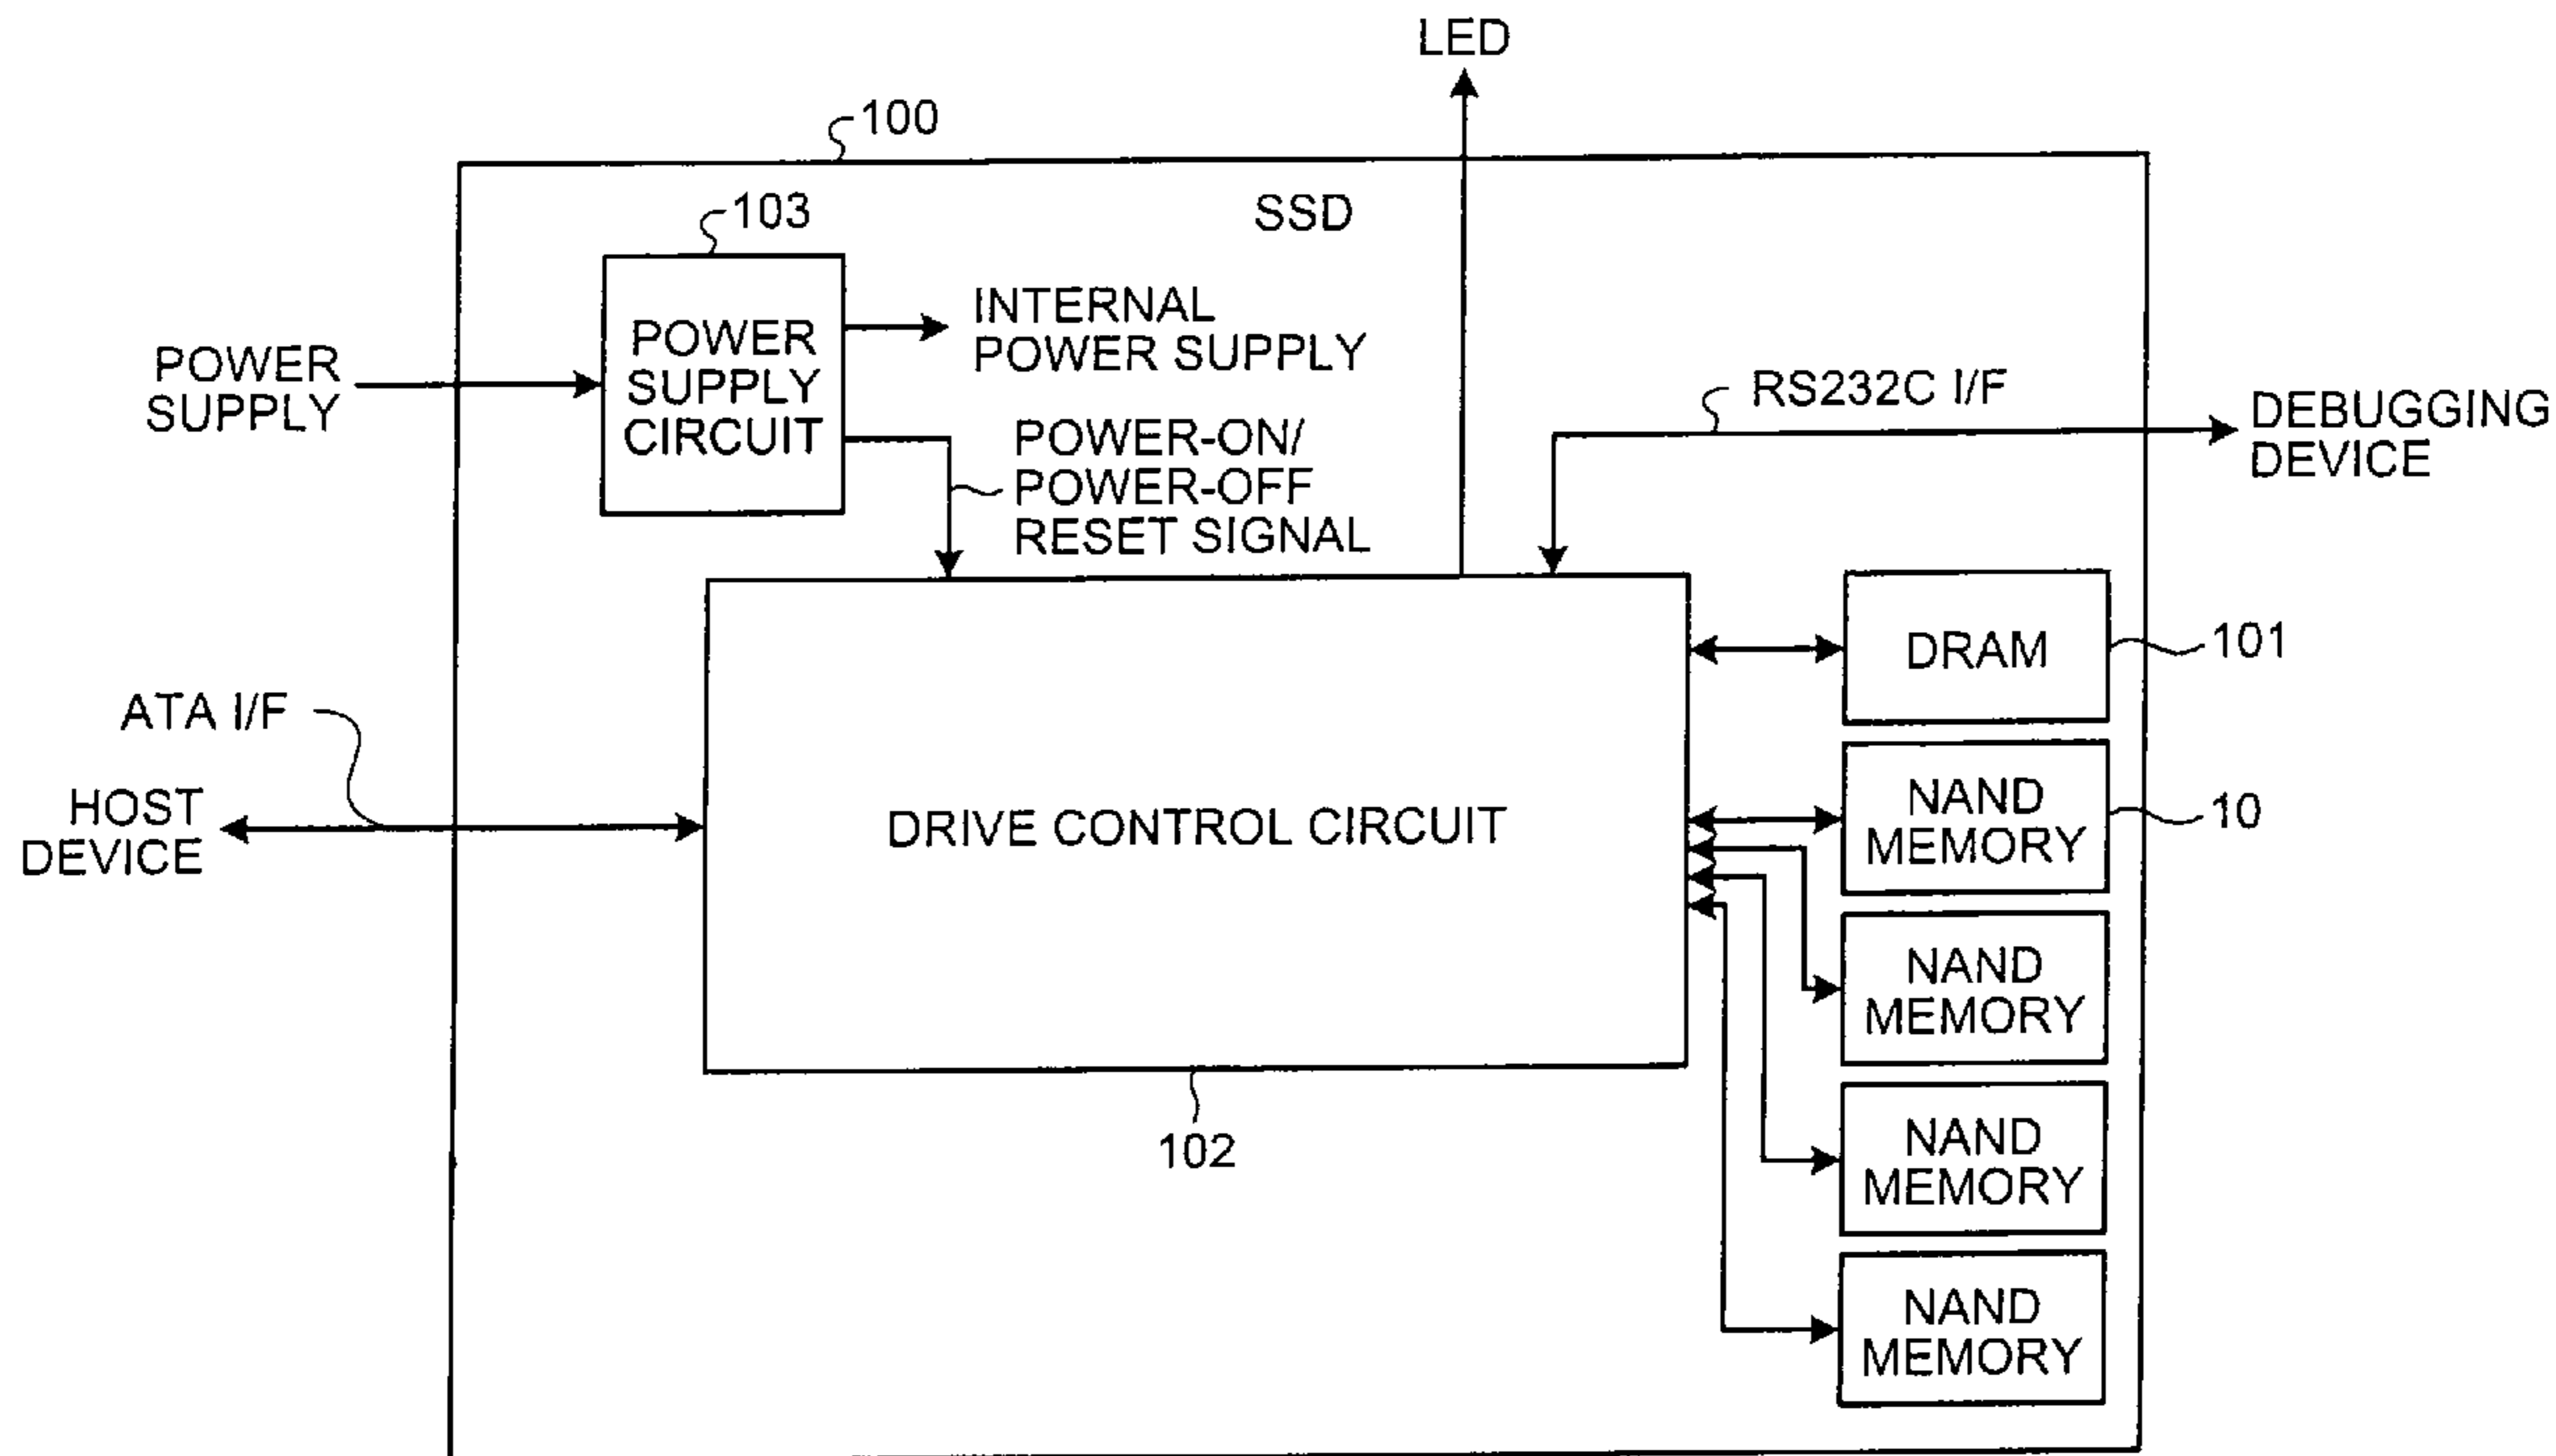 LED
100
103
SSD
INTERNAL
POWER SUPPLY
POWER
SUPPLY
CIRCUIT
POWER
SUPPLY
RS232C I/F
DEBUGGING
DEVICE
POWER-ON/
POWER-OFF
RESET SIGNAL
DRAM
101
ATA I/F
HOST
DEVICE
DRIVE CONTROL CIRCUIT
NAND
MEMORY
10
NAND
MEMORY
102
NAND
MEMORY
NAND
MEMORY